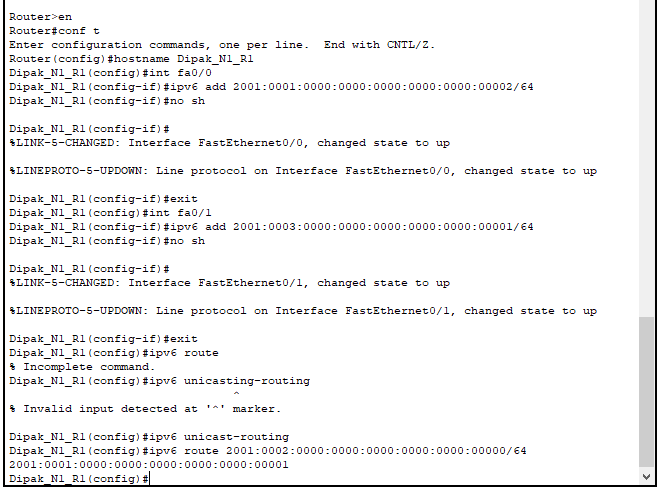 Router>en
Router#conf t
Enter configuration commands, one per line.  End with CNTL/Z.
Router(config)#hostname Dipak_N1_R1
Dipak_N1_R1(config)#int fa0/0
Dipak_N1_R1(config-if)#ipv6 add 2001:0001:0000:0000:0000:0000:0000:00002/64
Dipak_N1_R1(config-if)#no sh
Dipak_N1_R1(config-if)#
%LINK-5-CHANGED: Interface FastEthernet0/0, changed state to up
%LINEPROTO-5-UPDOWN: Line protocol on Interface FastEthernet0/0, changed state to up
Dipak_N1_R1(config-if)#exit
Dipak_N1_R1(config)#int fa0/1
Dipak_N1_R1(config-if)#ipv6 add 2001:0003:0000:0000:0000:0000:0000:00001/64
Dipak_N1_R1(config-if)#no sh
Dipak_N1_R1(config-if)#
%LINK-5-CHANGED: Interface FastEthernet0/1, changed state to up
%LINEPROTO-5-UPDOWN: Line protocol on Interface FastEthernet0/1, changed state to up
Dipak_N1_R1(config-if)#exit
Dipak_N1_R1(config)#ipv6 route
% Incomplete command.
Dipak_N1_R1(config)#ipv6 unicasting-routing
^
% Invalid input detected at '^' marker.
Dipak_N1_R1(config)#ipv6 unicast-routing
Dipak_N1_R1(config)#ipv6 route 2001:0002:0000:0000:0000:0000:0000:00000/64
2001:0001:0000:0000:0000:0000:0000:00001
Dipak_N1_R1(config)#